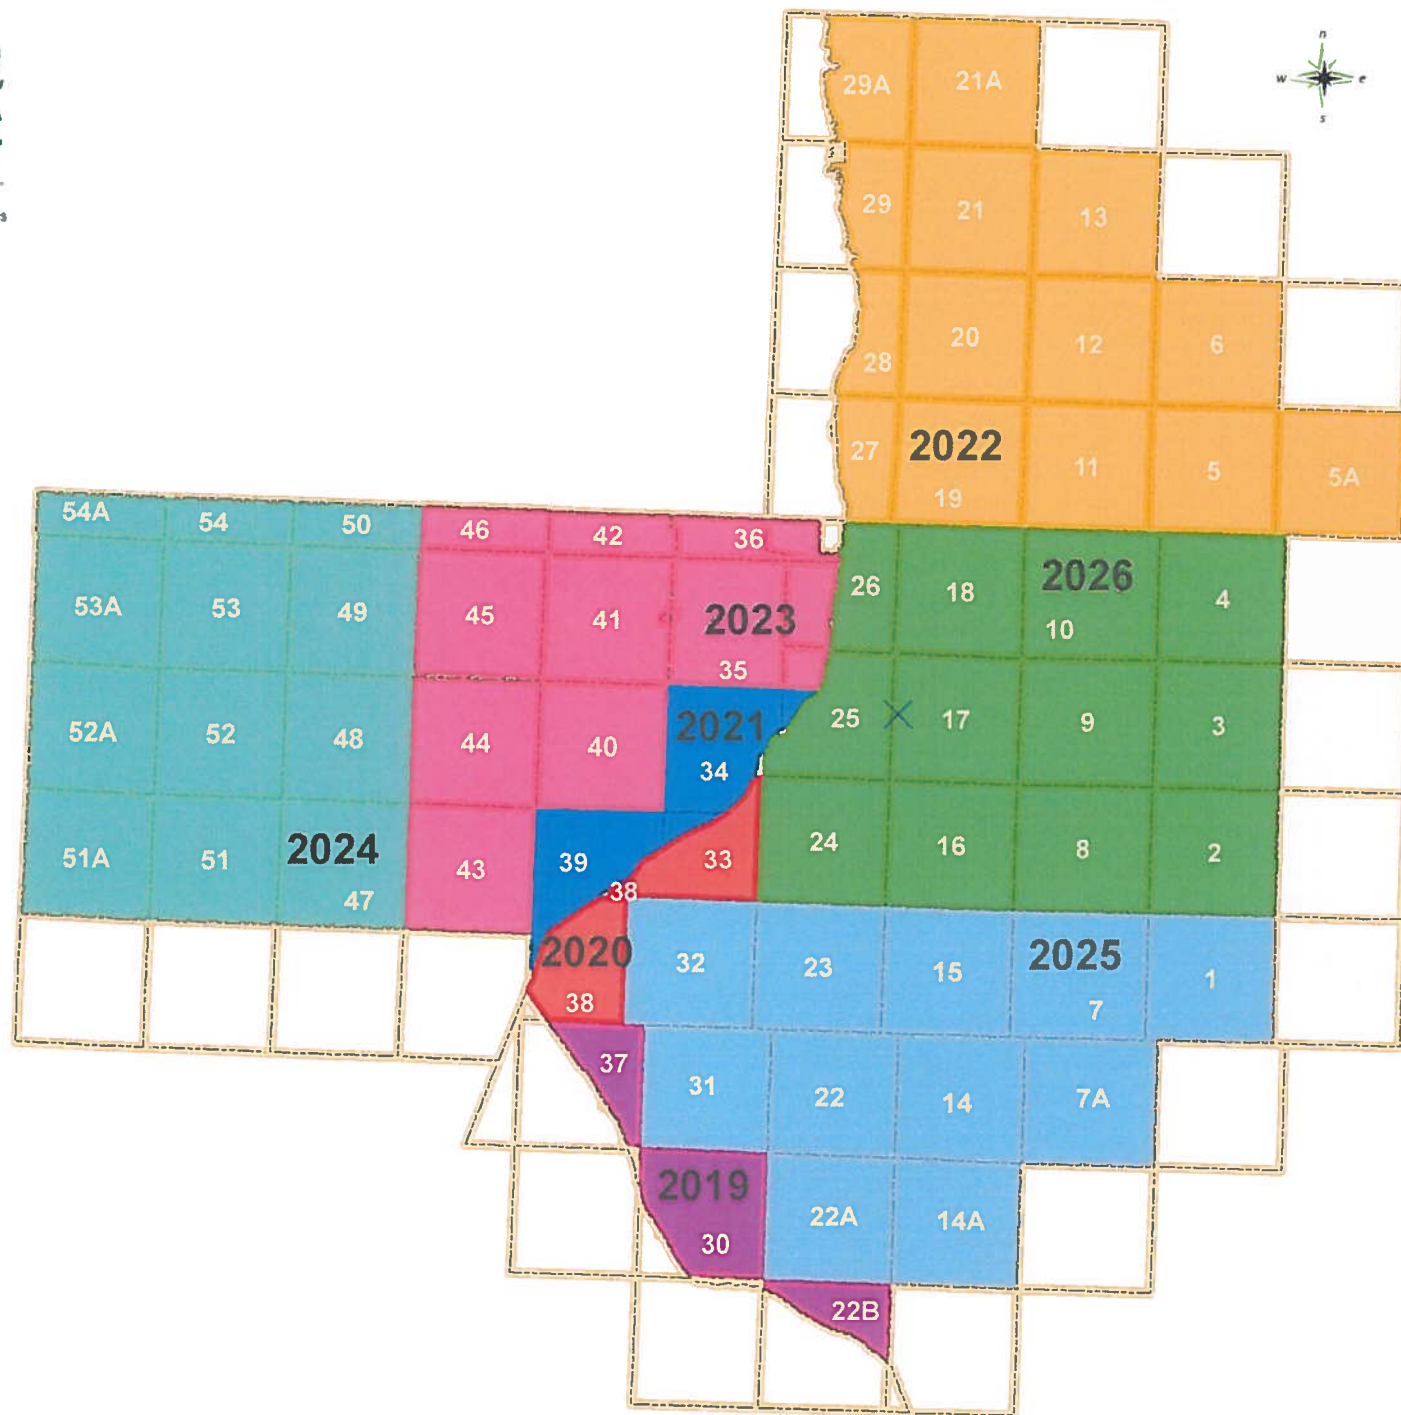 n
w e
s
29A 21A
29 21 13
28 20 12 6
27 2022 11 5 5A
19
54A 54 50 46 42 36
53A 53 49 45 41 2023 26 18 2026 4
35 10
52A 52 48 44 40 2021 25 17 9 3
34
51A 51 2024 43 39 33 24 16 8 2
47 38
2020 32 23 15 2025 1
38 7
37 31 22 14 7A
2019 22A 14A
30
22B